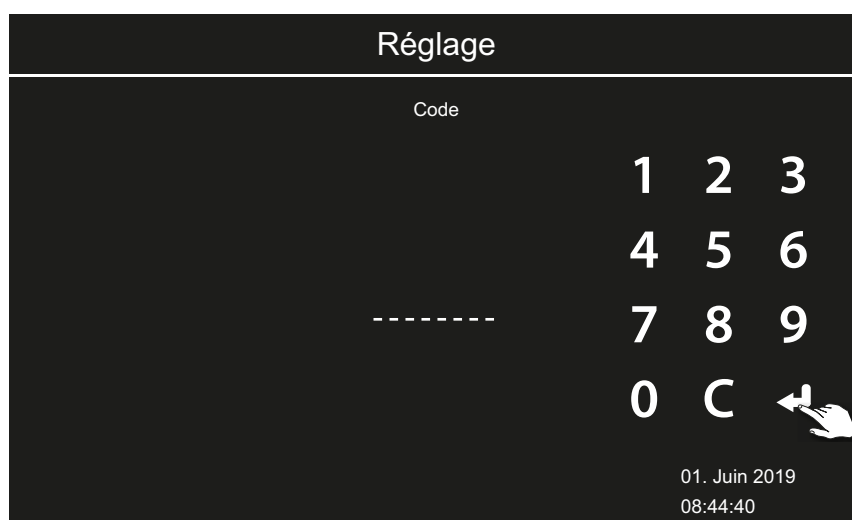 Réglage
Code
1 2 3
4 5 6
--------
7 8 9
0 C
01. Juin 2019
08:44:40